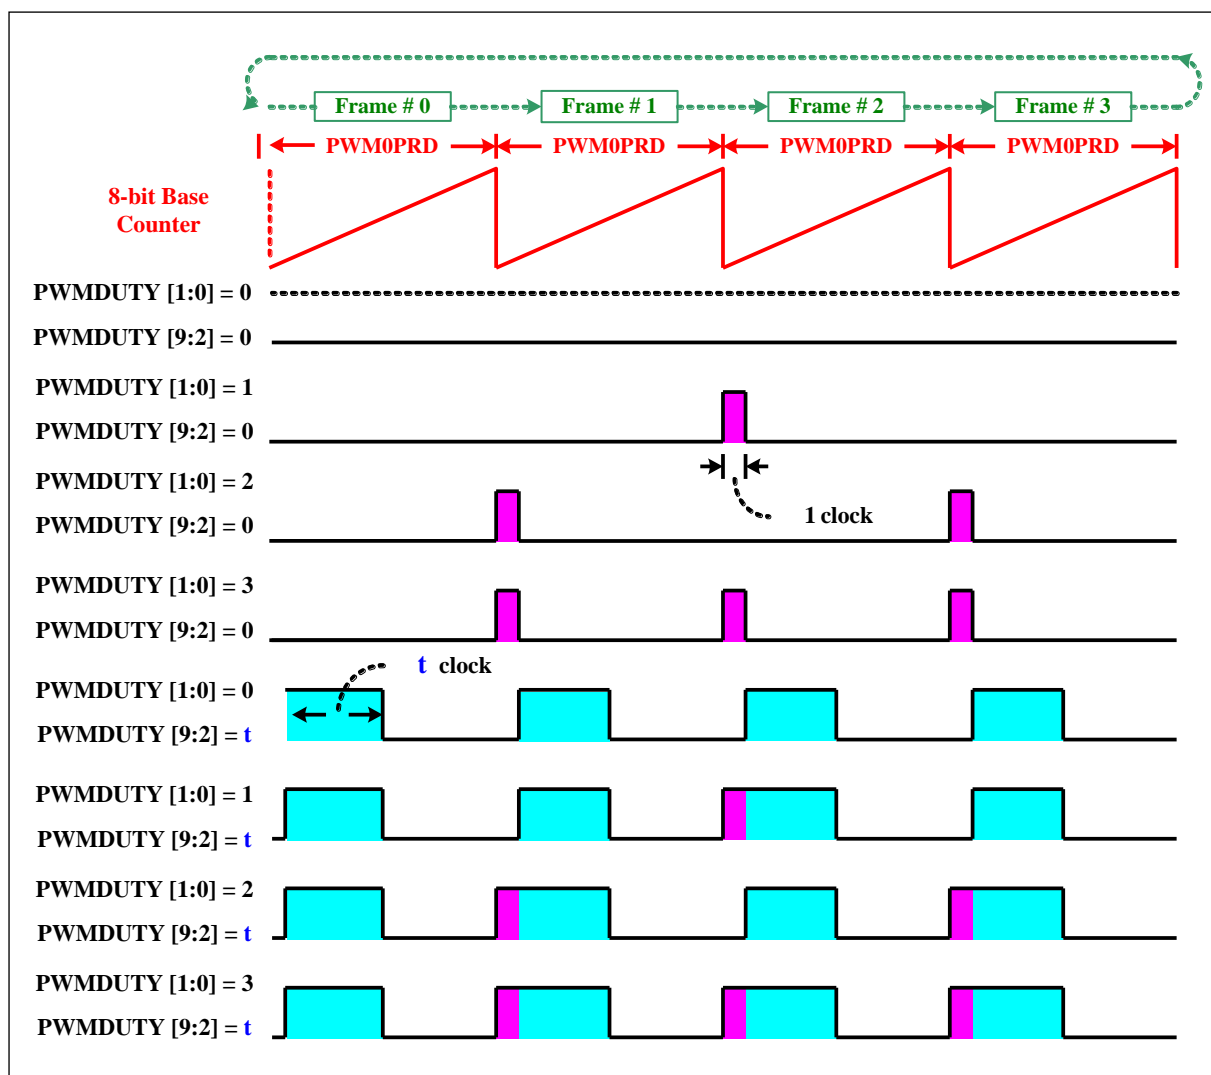 Frame # 0 Frame # 1 Frame # 2 Frame # 3
PWM0PRD PWM0PRD PWM0PRD PWM0PRD
8-bit Base
Counter
PWMDUTY [1:0] = 0
PWMDUTY [9:2] = 0
PWMDUTY [1:0] = 1
PWMDUTY [9:2] = 0
PWMDUTY [1:0] = 2
1 clock
PWMDUTY [9:2] = 0
PWMDUTY [1:0] = 3
PWMDUTY [9:2] = 0
t clock
PWMDUTY [1:0] = 0
PWMDUTY [9:2] = t
PWMDUTY [1:0] = 1
PWMDUTY [9:2] = t
PWMDUTY [1:0] = 2
PWMDUTY [9:2] = t
PWMDUTY [1:0] = 3
PWMDUTY [9:2] = t